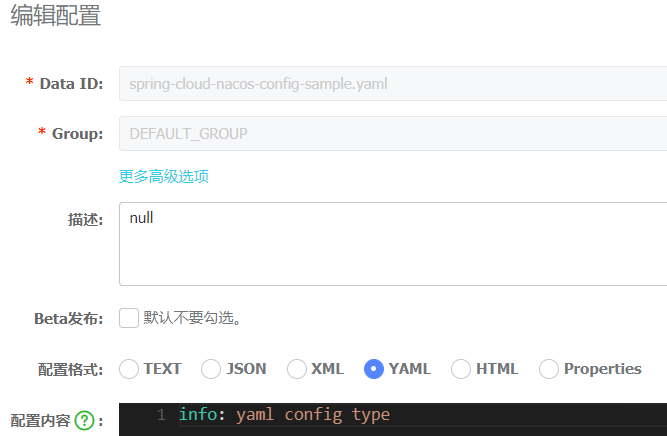 编辑配置
* Data ID: spring-cloud-nacos-config-sample.yaml
* Group: DEFAULT_GROUP
更多高级选项
描述: null
Beta发布: 默认不要勾选。
配置格式: TEXT JSON XML YAML HTML Properties
配置内容 ? : 1 info: yaml config type